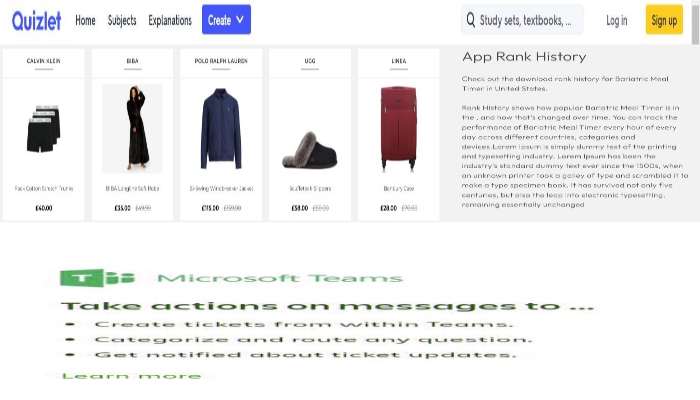 Quizlet
Home Subjects Explanations Create Study sets, textbooks, ... Log in Sign up
CALVIN KLEIN
Pack Cotton Stretch Trunks
£40.00
BIBA
BIBA Longline Soft Robe
£35.00 £49.99
POLO RALPH LAUREN
Bi Swing Windbreaker Jacket
£115.00 £159.00
UGG
Scuffette II Slippers
£59.00
LINEA
Banbury Case
£28.00 £70.00
App Rank History
Check out the download rank history for Bariatric Meal
Timer in United States.
Rank History shows how popular Bariatric Meal Timer is in
the , and how that's changed over time. You can track the
performance of Bariatric Meal Timer every hour of every
day across different countries, categories and
devices.Lorem Ipsum is simply dummy text of the printing
and typesetting industry. Lorem Ipsum has been the
industry's standard dummy text ever since the 1500s, when
an unknown printer took a galley of type and scrambled it to
make a type specimen book. It has survived not only five
centuries, but also the leap into electronic typesetting,
remaining essentially unchanged
T Microsoft Teams
Take actions on messages to ...
• Create tickets from within Teams.
• Categorize and route any question.
• Get notified about ticket updates.
Learn more